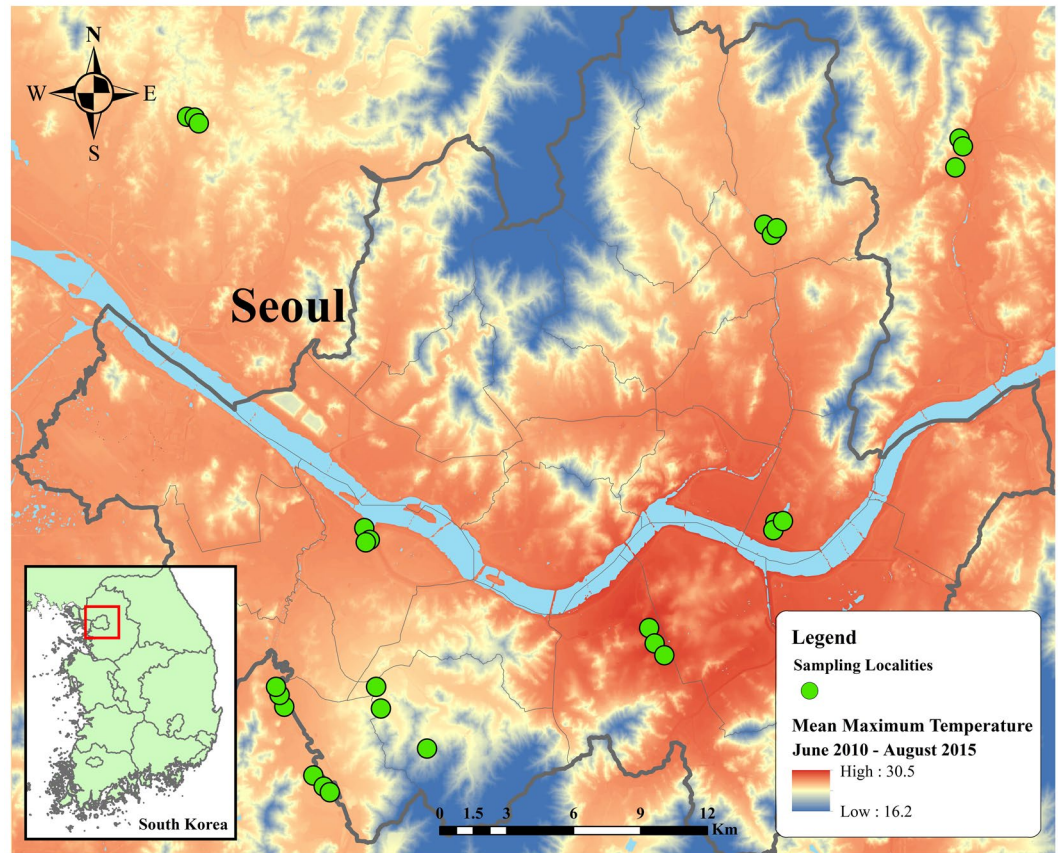 N
W E
S
Seoul
Legend
Sampling Localities
Mean Maximum Temperature
June 2010 - August 2015
High : 30.5
Low : 16.2
South Korea
0 1.5 3 6 9 12
Km